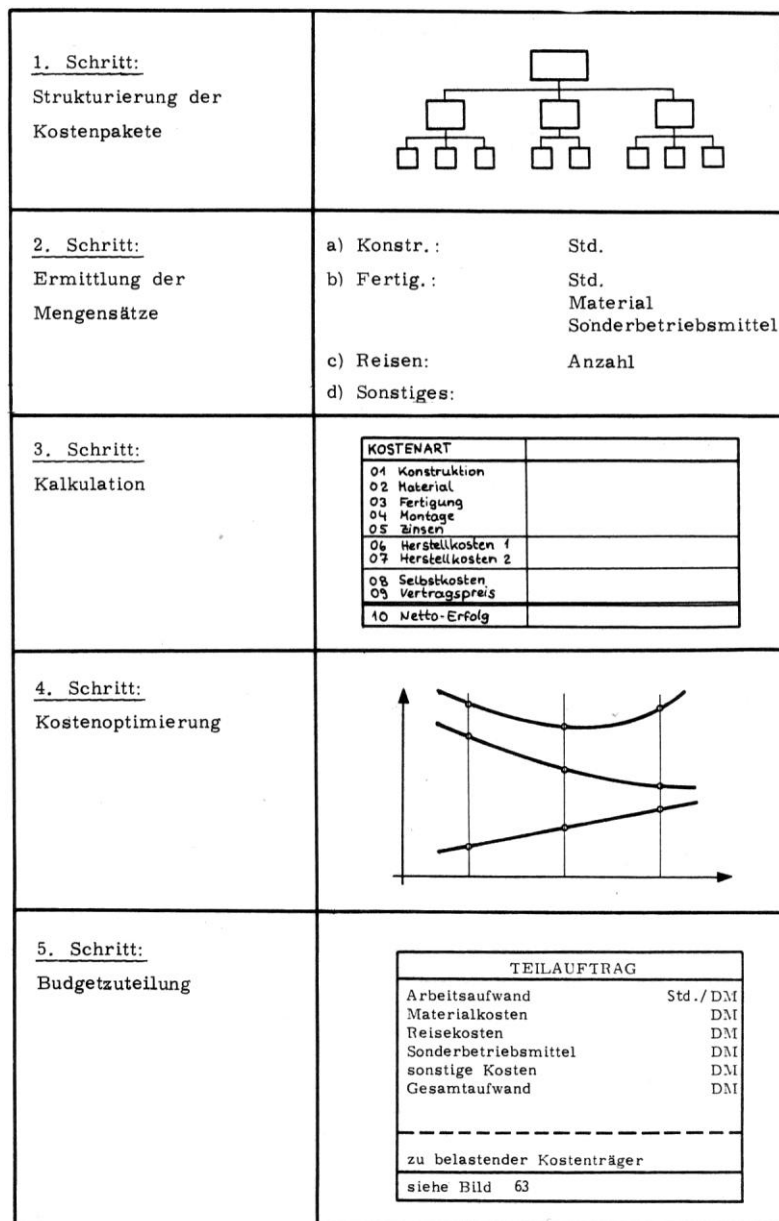 1. Schritt:
Strukturierung der
Kostenpakete
2. Schritt:
Ermittlung der
Mengensätze
a) Konstr.: Std.
b) Fertig.: Std.
Material
Sonderbetriebsmittel
c) Reisen: Anzahl
d) Sonstiges:
3. Schritt:
Kalkulation
KOSTENART
01 Konstruktion
02 Material
03 Fertigung
04 Montage
05 Zinsen
06 Herstellkosten 1
07 Herstellkosten 2
08 Selbstkosten
09 Vertragspreis
10 Netto-Erfolg
4. Schritt:
Kostenoptimierung
5. Schritt:
Budgetzuteilung
TEILAUFTRAG
Arbeitsaufwand Std./DM
Materialkosten DM
Reisekosten DM
Sonderbetriebsmittel DM
sonstige Kosten DM
Gesamtaufwand DM
zu belastender Kostenträger
siehe Bild 63